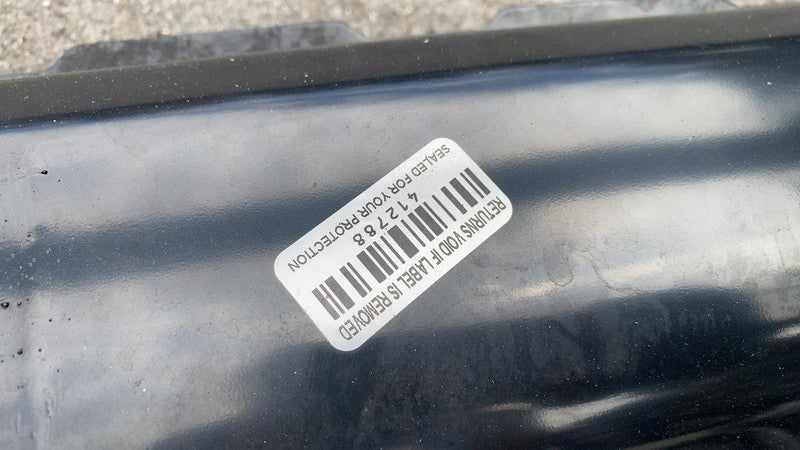 RETURNS VOID IF LABEL IS REMOVED
412788
SEALED FOR YOUR PROTECTION